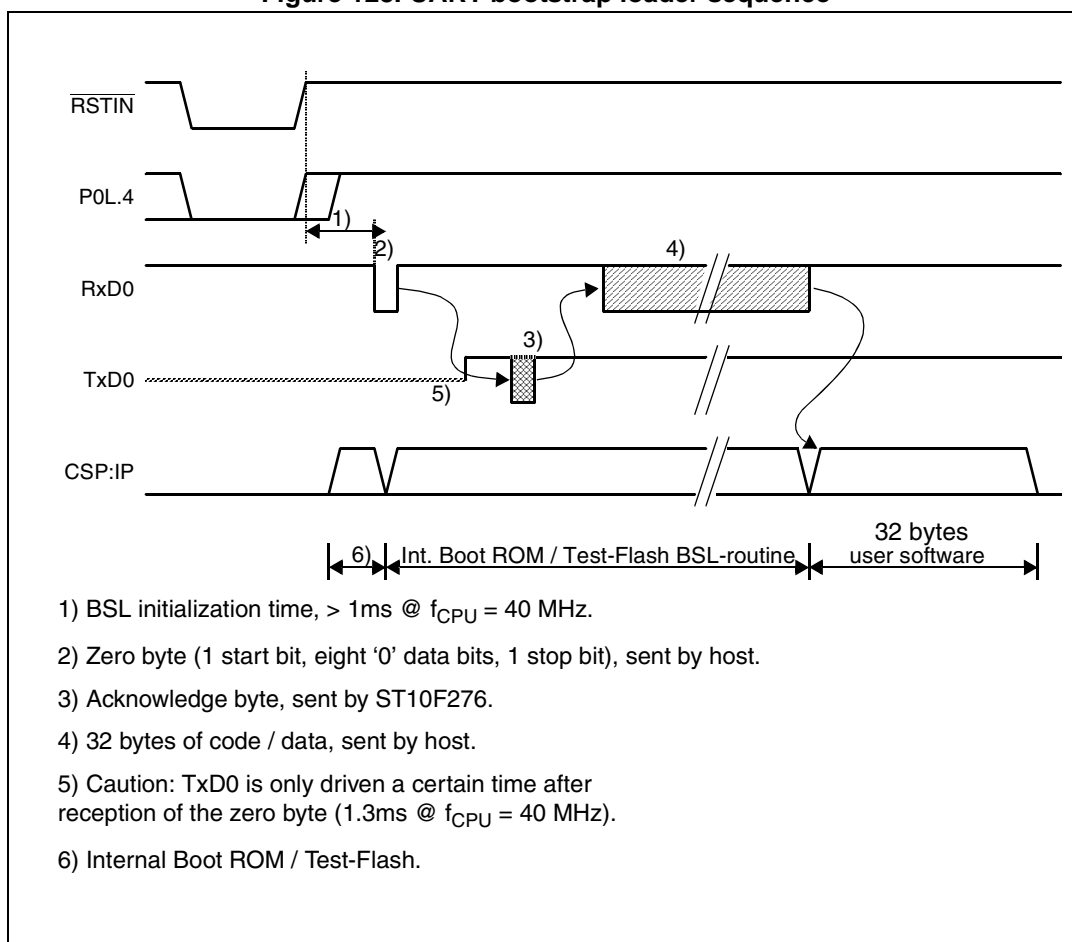 Figure UART bootstrap loader sequence
RSTIN
P0L.4
1)
2)
4)
RxD0
3)
TxD0
5)
CSP:IP
32 bytes
6)
Int. Boot ROM / Test-Flash BSL-routine
user software
1) BSL initialization time, > 1ms @ fCPU = 40 MHz.
2) Zero byte (1 start bit, eight ‘0’ data bits, 1 stop bit), sent by host.
3) Acknowledge byte, sent by ST10F276.
4) 32 bytes of code / data, sent by host.
5) Caution: TxD0 is only driven a certain time after
reception of the zero byte (1.3ms @ fCPU = 40 MHz).
6) Internal Boot ROM / Test-Flash.